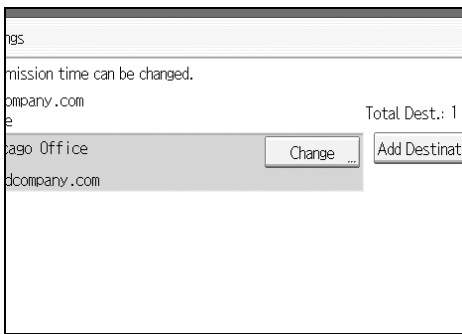 ngs
mission time can be changed.
ompany.com
e
Total Dest.: 1
cago Office
Change ...
Add Destinat
dcompany.com